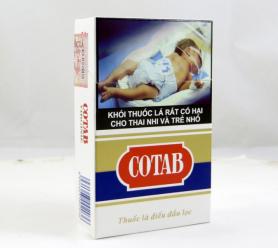 KHÓI THUỐC LÁ RẤT CÓ HẠI
CHO THAI NHI VÀ TRẺ NHỎ
COTAB
Thuốc lá điếu đầu lọc
COTAB